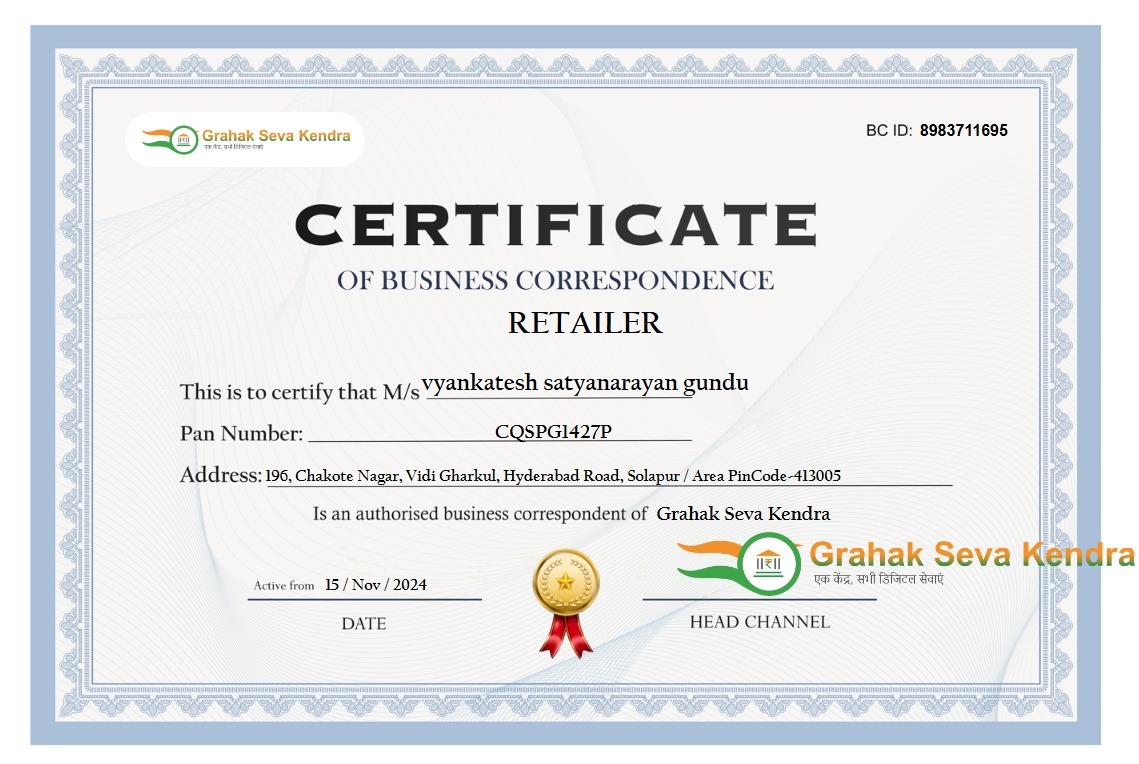 Grahak Seva Kendra
एक केंद्र, सभी डिजिटल सेवाएं
BC ID: 8983711695
CERTIFICATE
OF BUSINESS CORRESPONDENCE
RETAILER
This is to certify that M/s vyankatesh satyanarayan gundu
Pan Number: CQSPG1427P
Address: 196, Chakote Nagar, Vidi Gharkul, Hyderabad Road, Solapur / Area PinCode-413005
Is an authorised business correspondent of Grahak Seva Kendra
Grahak Seva Kendra
एक केंद्र, सभी डिजिटल सेवाएं
Active from 15 / Nov / 2024
DATE
HEAD CHANNEL